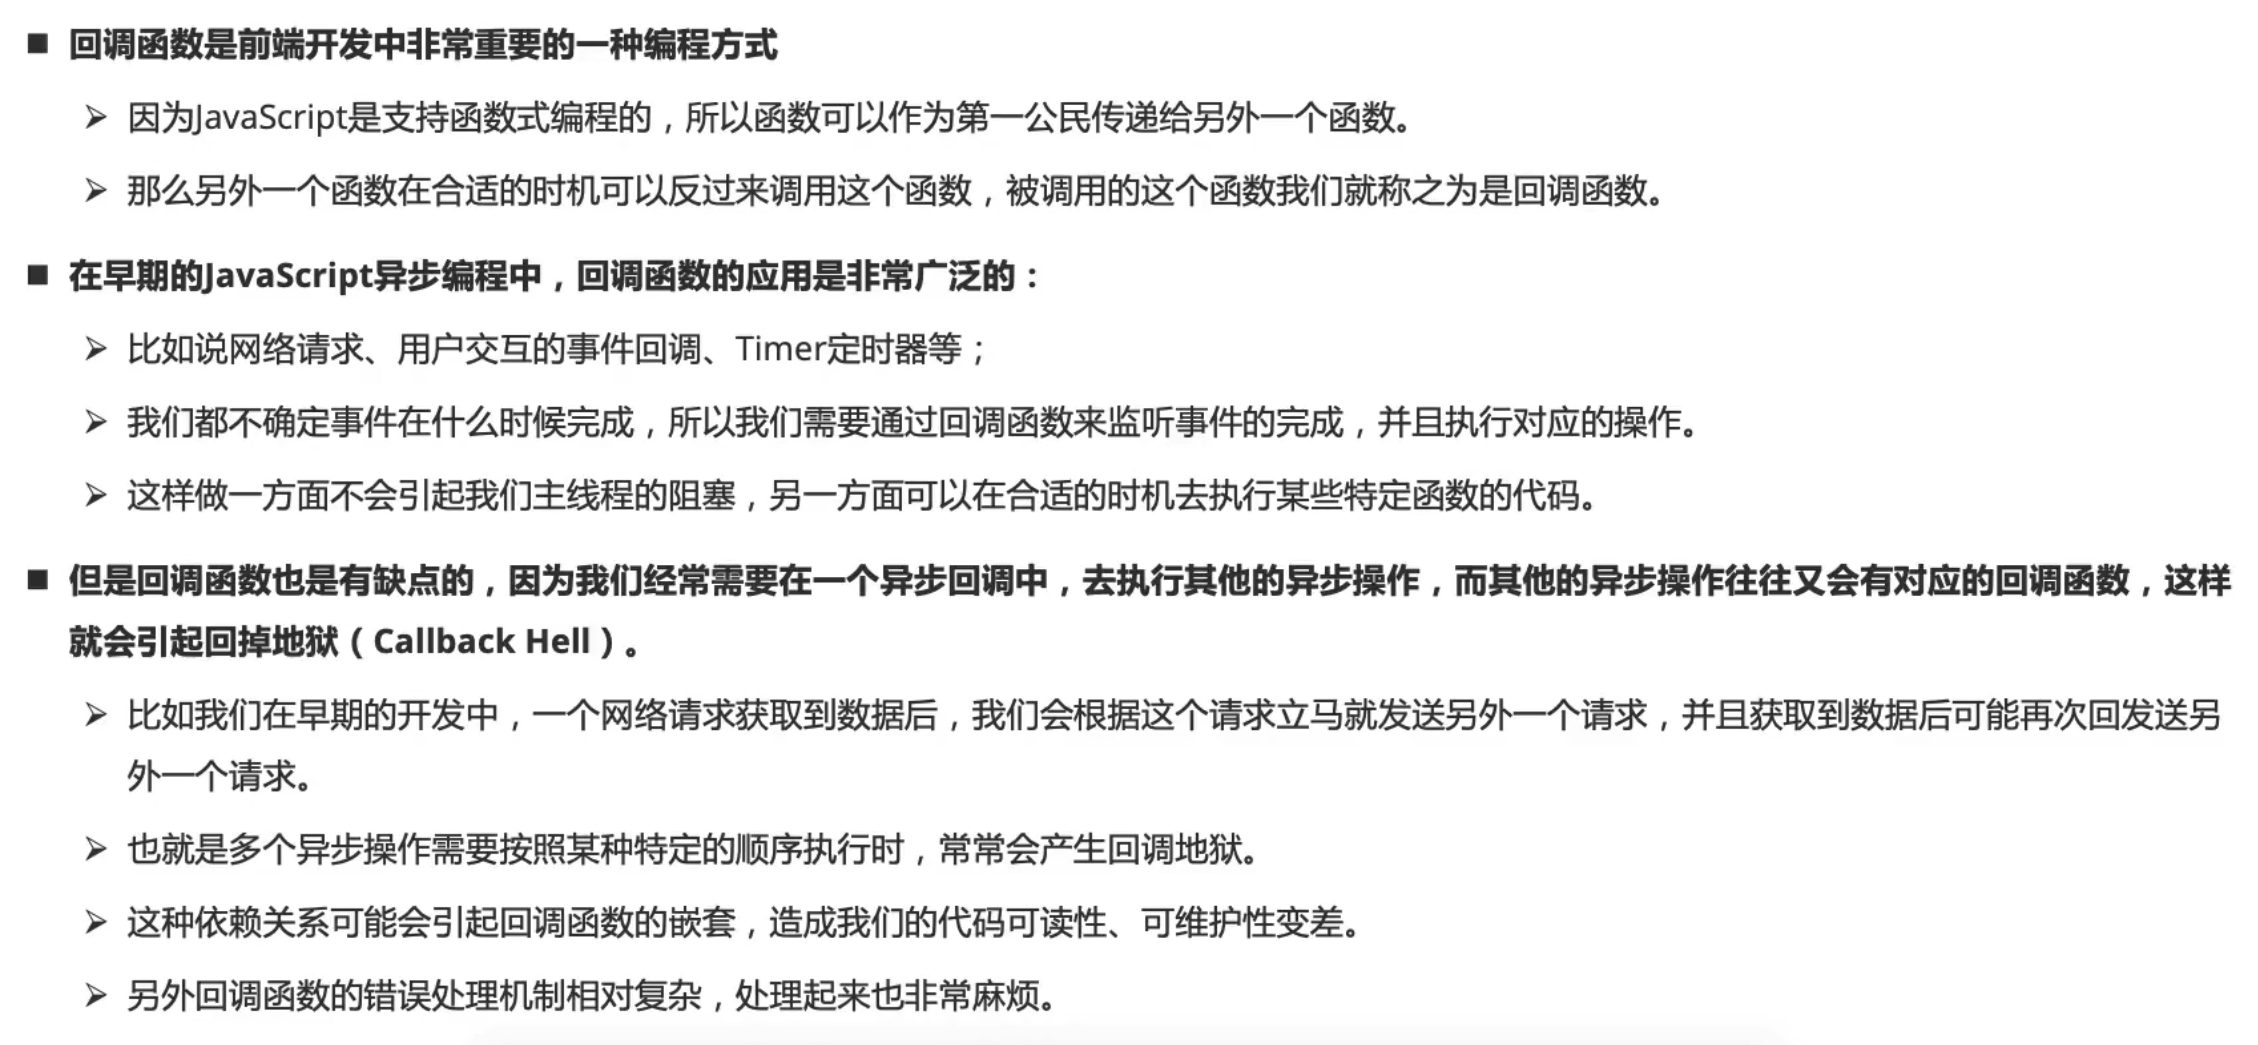 ■ 回调函数是前端开发中非常重要的一种编程方式
➢ 因为JavaScript是支持函数式编程的，所以函数可以作为第一公民传递给另外一个函数。
➢ 那么另外一个函数在合适的时机可以反过来调用这个函数，被调用的这个函数我们就称之为是回调函数。
■ 在早期的JavaScript异步编程中，回调函数的应用是非常广泛的：
➢ 比如说网络请求、用户交互的事件回调、Timer定时器等；
➢ 我们都不确定事件在什么时候完成，所以我们需要通过回调函数来监听事件的完成，并且执行对应的操作。
➢ 这样做一方面不会引起我们主线程的阻塞，另一方面可以在合适的时机去执行某些特定函数的代码。
■ 但是回调函数也是有缺点的，因为我们经常需要在一个异步回调中，去执行其他的异步操作，而其他的异步操作往往又会有对应的回调函数，这样
就会引起回掉地狱（Callback Hell）。
➢ 比如我们在早期的开发中，一个网络请求获取到数据后，我们会根据这个请求立马就发送另外一个请求，并且获取到数据后可能再次回发送另
外一个请求。
➢ 也就是多个异步操作需要按照某种特定的顺序执行时，常常会产生回调地狱。
➢ 这种依赖关系可能会引起回调函数的嵌套，造成我们的代码可读性、可维护性变差。
➢ 另外回调函数的错误处理机制相对复杂，处理起来也非常麻烦。